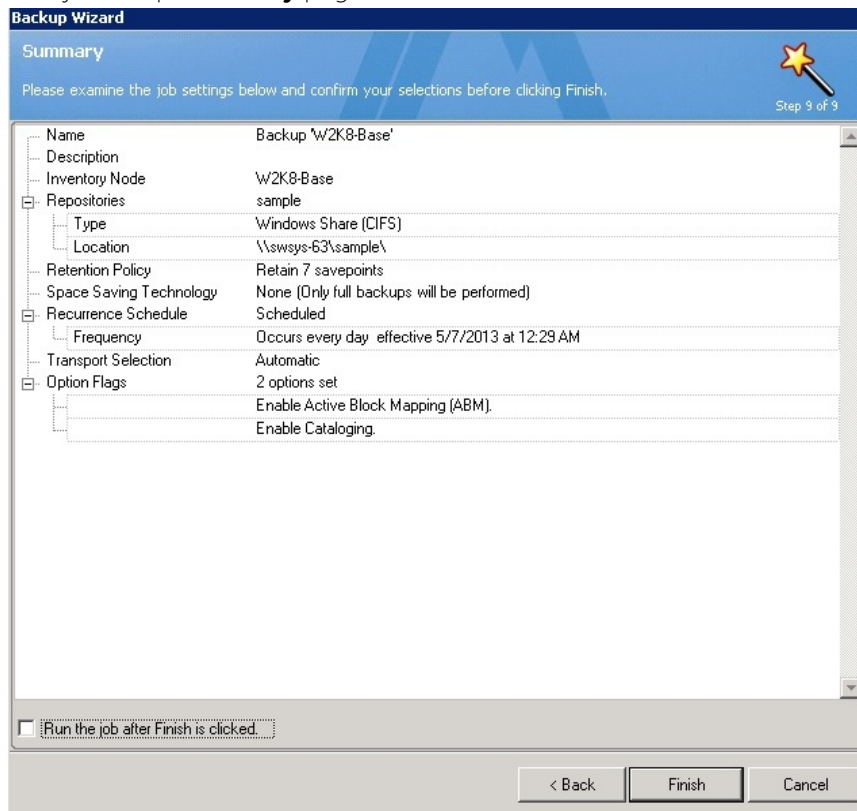 Backup Wizard
Summary
Please examine the job settings below and confirm your selections before clicking Finish.
Step 9 of 9
Name Backup 'W2K8-Base'
Description
Inventory Node W2K8-Base
Repositories sample
Type Windows Share (CIFS)
Location \\swsys-63\sample\
Retention Policy Retain 7 savepoints
Space Saving Technology None (Only full backups will be performed)
Recurrence Schedule Scheduled
Frequency Occurs every day effective 5/7/2013 at 12:29 AM
Transport Selection Automatic
Option Flags 2 options set
Enable Active Block Mapping (ABM).
Enable Cataloging.
Run the job after Finish is clicked.
< Back Finish Cancel